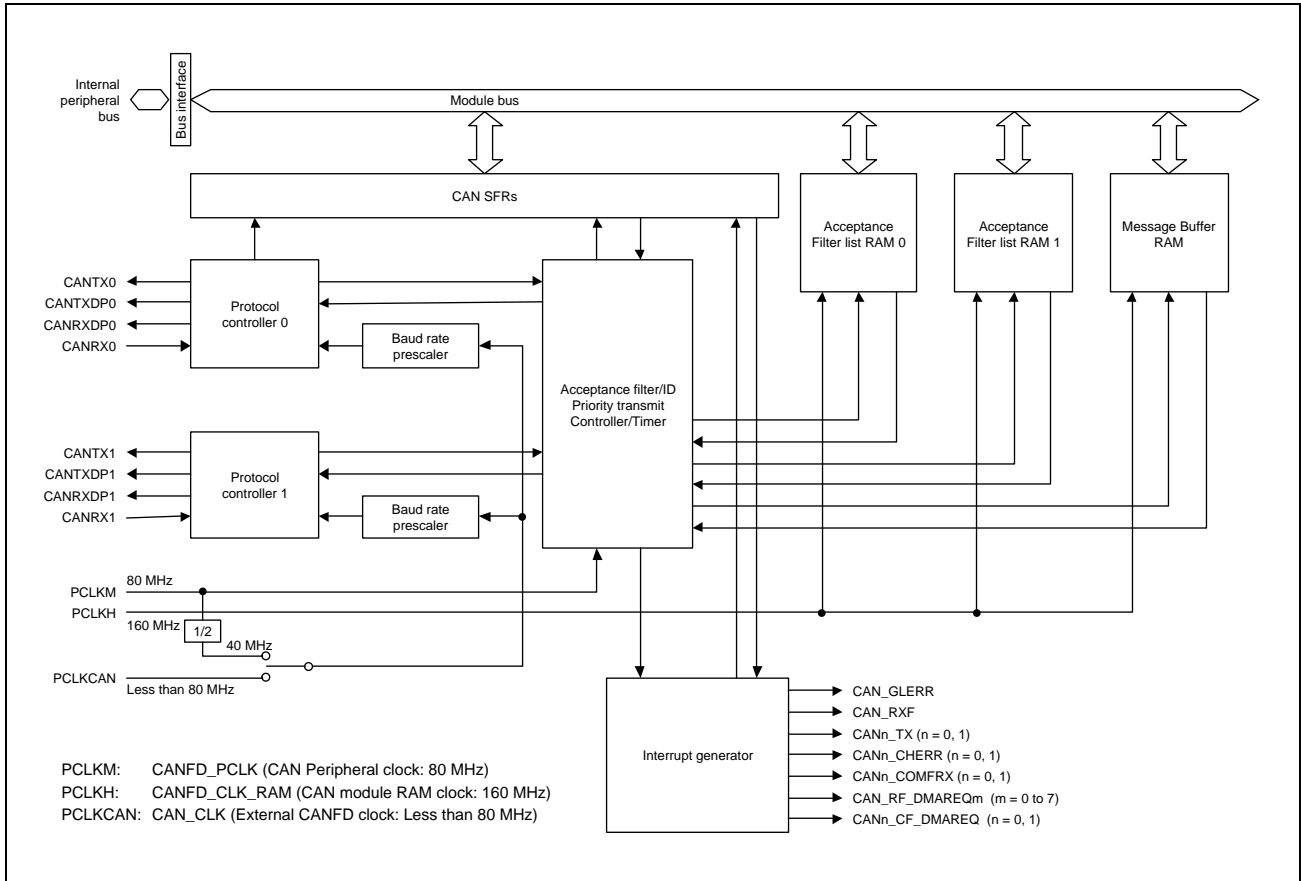 Internal
peripheral
bus
Bus interface
Module bus
CAN SFRs
Acceptance
Filter list RAM 0
Acceptance
Filter list RAM 1
Message Buffer
RAM
CANTX0
CANTXDP0
CANRXDP0
CANRX0
Protocol
controller 0
Baud rate
prescaler
Acceptance filter/ID
Priority transmit
Controller/Timer
CANTX1
CANTXDP1
CANRXDP1
CANRX1
Protocol
controller 1
Baud rate
prescaler
PCLKM
80 MHz
PCLKH
160 MHz
1/2
40 MHz
PCLKCAN
Less than 80 MHz
Interrupt generator
CAN_GLERR
CAN_RXF
CANn_TX (n = 0, 1)
CANn_CHERR (n = 0, 1)
CANn_COMFRX (n = 0, 1)
CAN_RF_DMAREQm (m = 0 to 7)
CANn_CF_DMAREQ (n = 0, 1)
PCLKM: CANFD_PCLK (CAN Peripheral clock: 80 MHz)
PCLKH: CANFD_CLK_RAM (CAN module RAM clock: 160 MHz)
PCLKCAN: CAN_CLK (External CANFD clock: Less than 80 MHz)